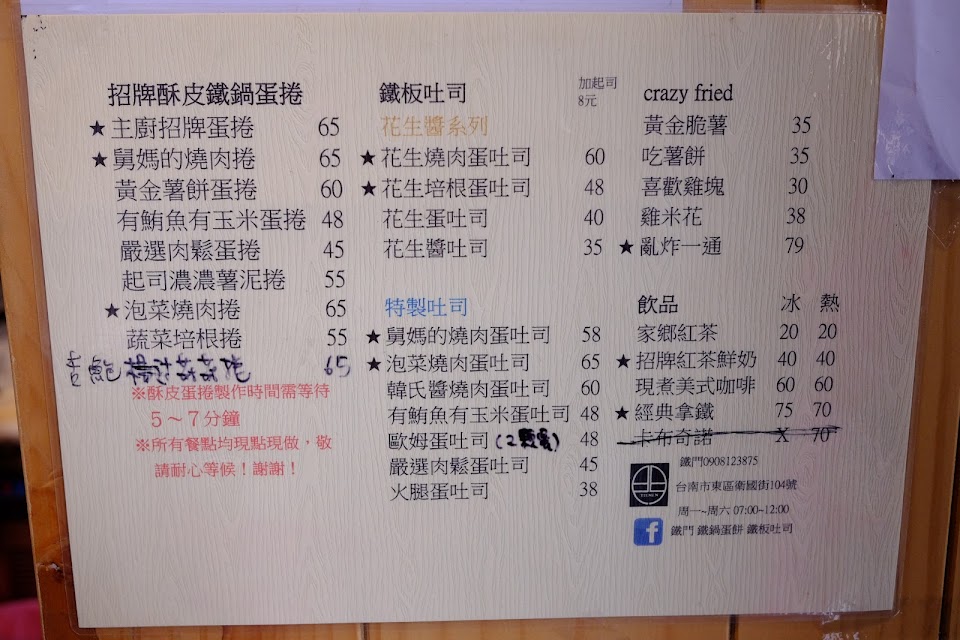 招牌酥皮鐵鍋蛋捲
★主廚招牌蛋捲 65
★舅媽的燒肉捲 65
黃金薯餅蛋捲 60
有鮪魚有玉米蛋捲 48
嚴選肉鬆蛋捲 45
起司濃濃薯泥捲 55
★泡菜燒肉捲 65
蔬菜培根捲 55
65
※酥皮蛋捲製作時間需等待
5～7分鐘
※所有餐點均現點現做，敬
請耐心等候！謝謝！
鐵板吐司 加起司
8元
花生醬系列
★花生燒肉蛋吐司 60
★花生培根蛋吐司 48
花生蛋吐司 40
花生醬吐司 35
特製吐司
★舅媽的燒肉蛋吐司 58
★泡菜燒肉蛋吐司 65
韓氏醬燒肉蛋吐司 60
有鮪魚有玉米蛋吐司 48
歐姆蛋吐司(2顆蛋) 48
嚴選肉鬆蛋吐司 45
火腿蛋吐司 38
crazy fried
黃金脆薯 35
吃薯餅 35
喜歡雞塊 30
雞米花 38
★亂炸一通 79
飲品 冰 熱
家鄉紅茶 20 20
★招牌紅茶鮮奶 40 40
現煮美式咖啡 60 60
★經典拿鐵 75 70
卡布奇諾 X 70
鐵門0908123875
台南市東區衛國街104號
周一~周六 07:00~12:00
鐵門 鐵鍋蛋餅 鐵板吐司